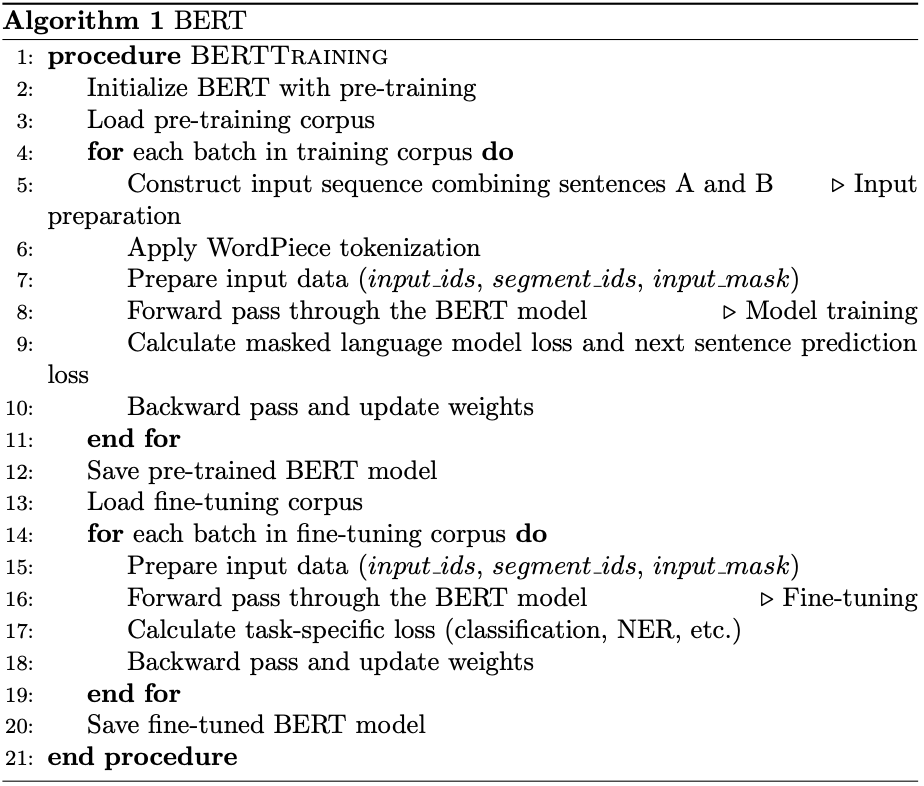 Algorithm 1 BERT
1: procedure BERTTRAINING
2: Initialize BERT with pre-training
3: Load pre-training corpus
4: for each batch in training corpus do
5: Construct input sequence combining sentences A and B ▷ Input
preparation
6: Apply WordPiece tokenization
7: Prepare input data (input_ids, segment_ids, input_mask)
8: Forward pass through the BERT model ▷ Model training
9: Calculate masked language model loss and next sentence prediction
loss
10: Backward pass and update weights
11: end for
12: Save pre-trained BERT model
13: Load fine-tuning corpus
14: for each batch in fine-tuning corpus do
15: Prepare input data (input_ids, segment_ids, input_mask)
16: Forward pass through the BERT model ▷ Fine-tuning
17: Calculate task-specific loss (classification, NER, etc.)
18: Backward pass and update weights
19: end for
20: Save fine-tuned BERT model
21: end procedure